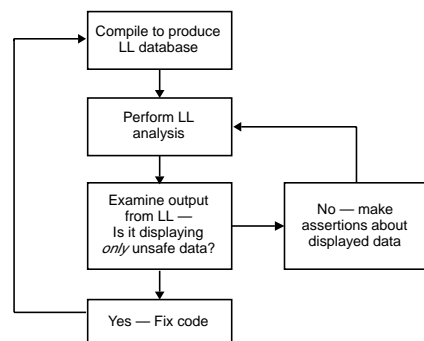 Compile to produce
LL database
Perform LL
analysis
Examine output
from LL —
Is it displaying
only unsafe data?
No — make
assertions about
displayed data
Yes — Fix code